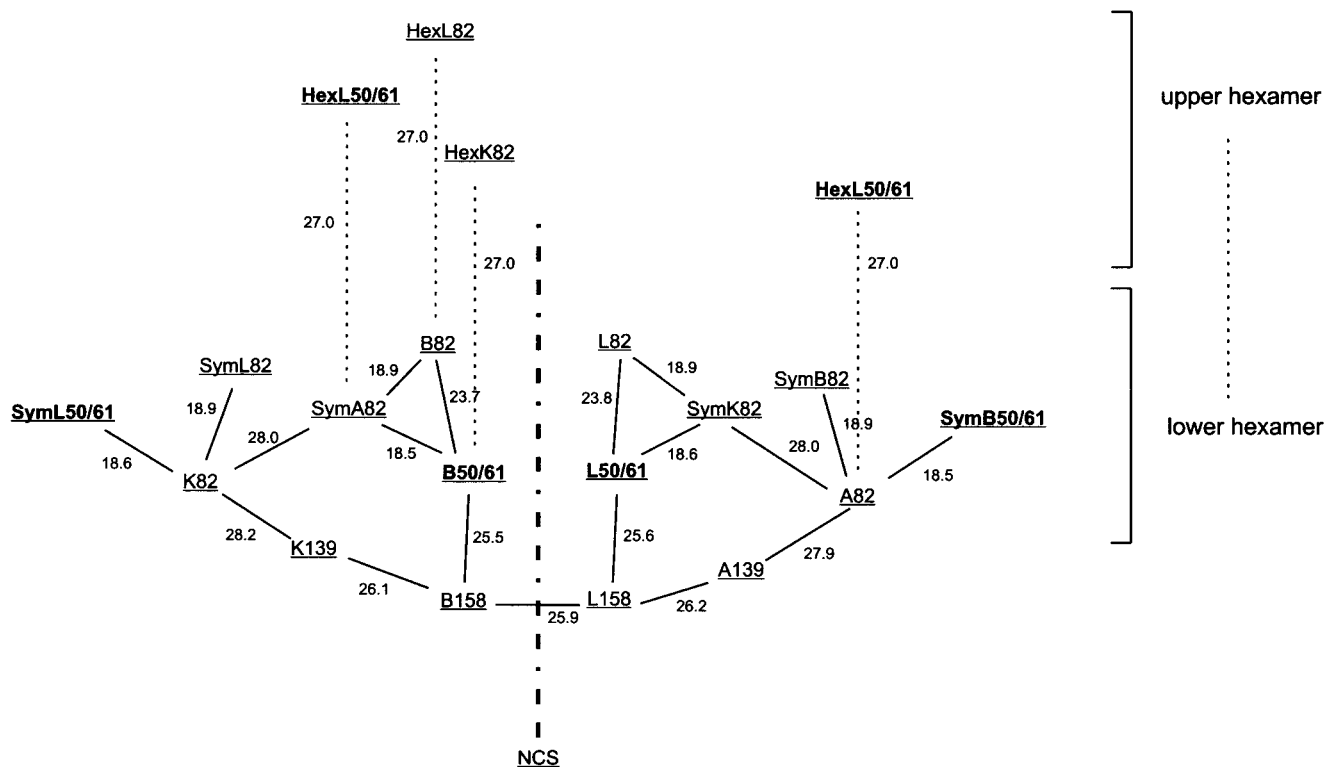 HexL82
HexL50/61
upper hexamer
27.0
HexK82
HexL50/61
27.0
27.0
27.0
B82
L82
SymL82
18.9
18.9
SymB82
SymL50/61
SymA82
23.7
23.8
SymK82
18.9
SymB50/61
lower hexamer
18.9
28.0
18.5
18.6
28.0
18.6
B50/61
L50/61
18.5
K82
A82
28.2
25.5
25.6
27.9
K139
A139
26.1
B158
L158
26.2
25.9
NCS